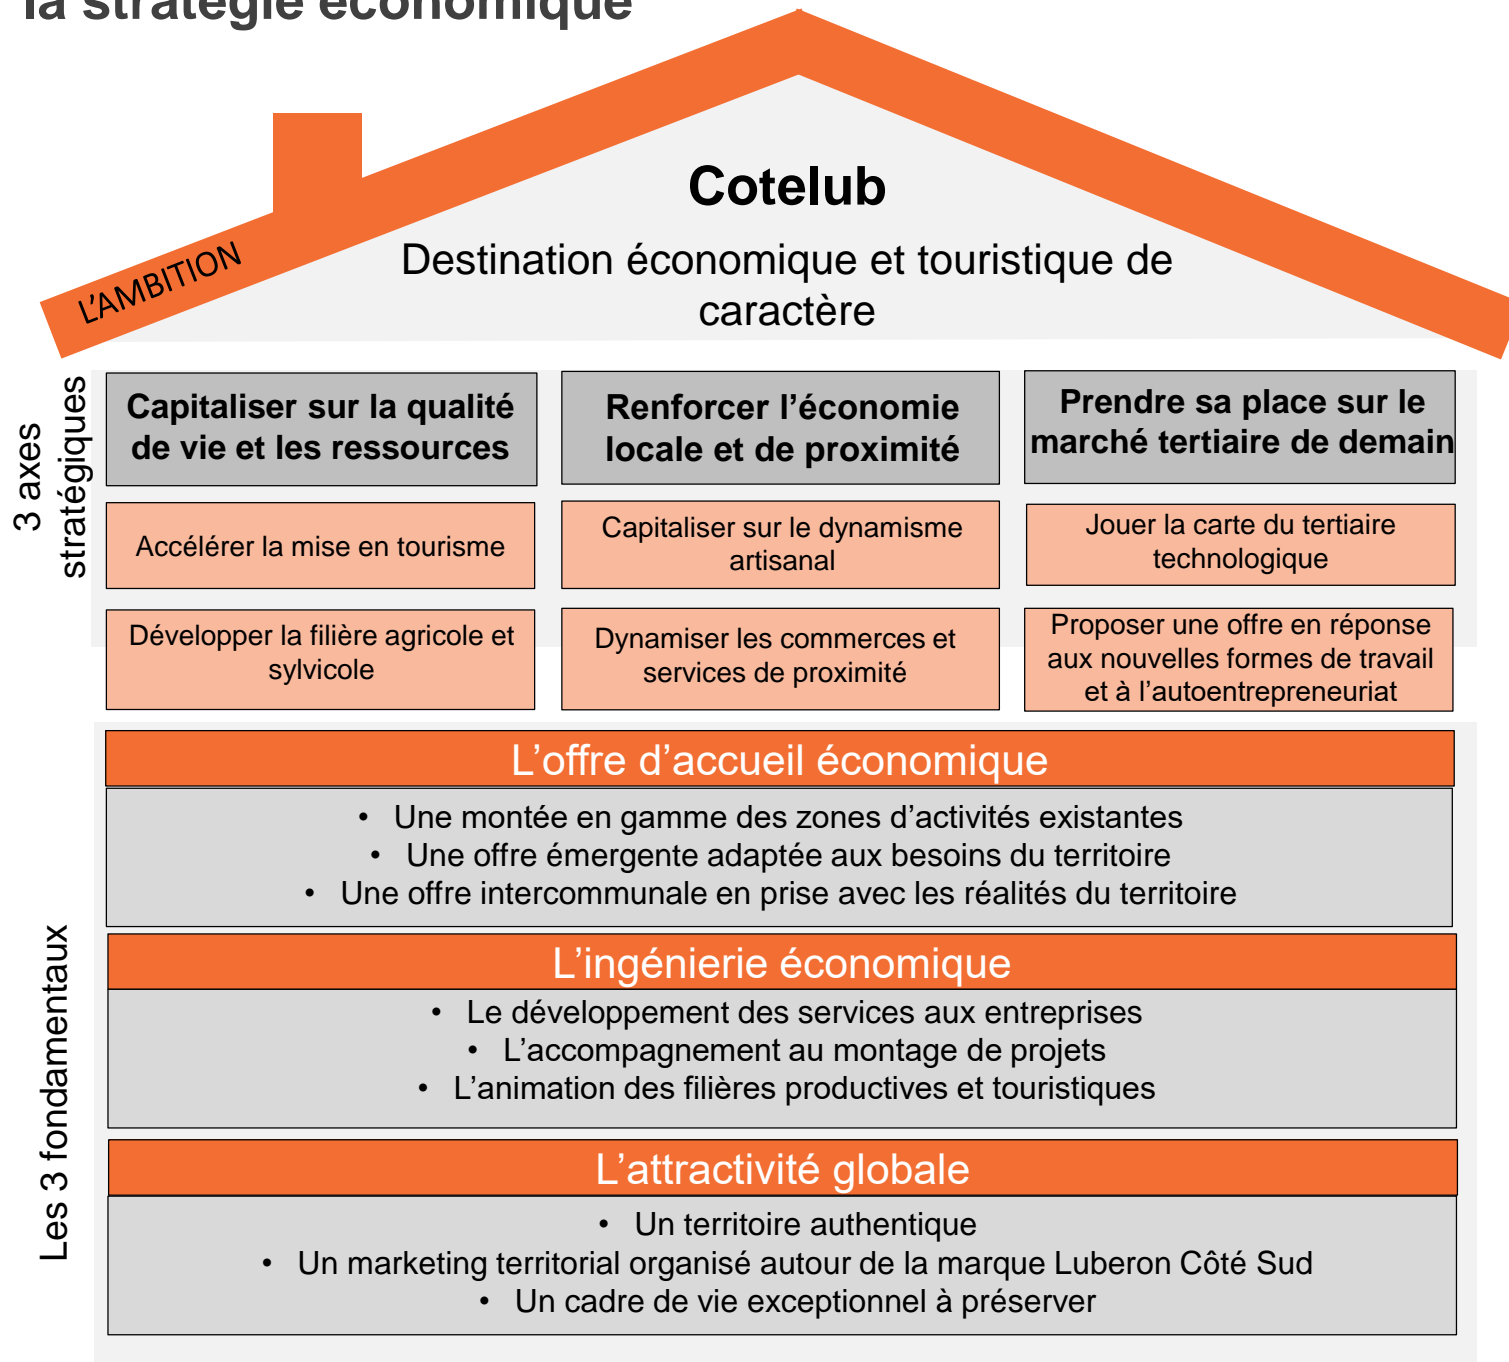 la stratégie économique
Cotelub
Destination économique et touristique de
caractère
L'AMBITION
3 axes
stratégiques
Capitaliser sur la qualité
de vie et les ressources
Renforcer l’économie
locale et de proximité
Prendre sa place sur le
marché tertiaire de demain
Accélérer la mise en tourisme
Capitaliser sur le dynamisme
artisanal
Jouer la carte du tertiaire
technologique
Développer la filière agricole et
sylvicole
Dynamiser les commerces et
services de proximité
Proposer une offre en réponse
aux nouvelles formes de travail
et à l’autoentrepreneuriat
Les 3 fondamentaux
L’offre d’accueil économique
• Une montée en gamme des zones d’activités existantes
• Une offre émergente adaptée aux besoins du territoire
• Une offre intercommunale en prise avec les réalités du territoire
L’ingénierie économique
• Le développement des services aux entreprises
• L’accompagnement au montage de projets
• L’animation des filières productives et touristiques
L’attractivité globale
• Un territoire authentique
• Un marketing territorial organisé autour de la marque Luberon Côté Sud
• Un cadre de vie exceptionnel à préserver